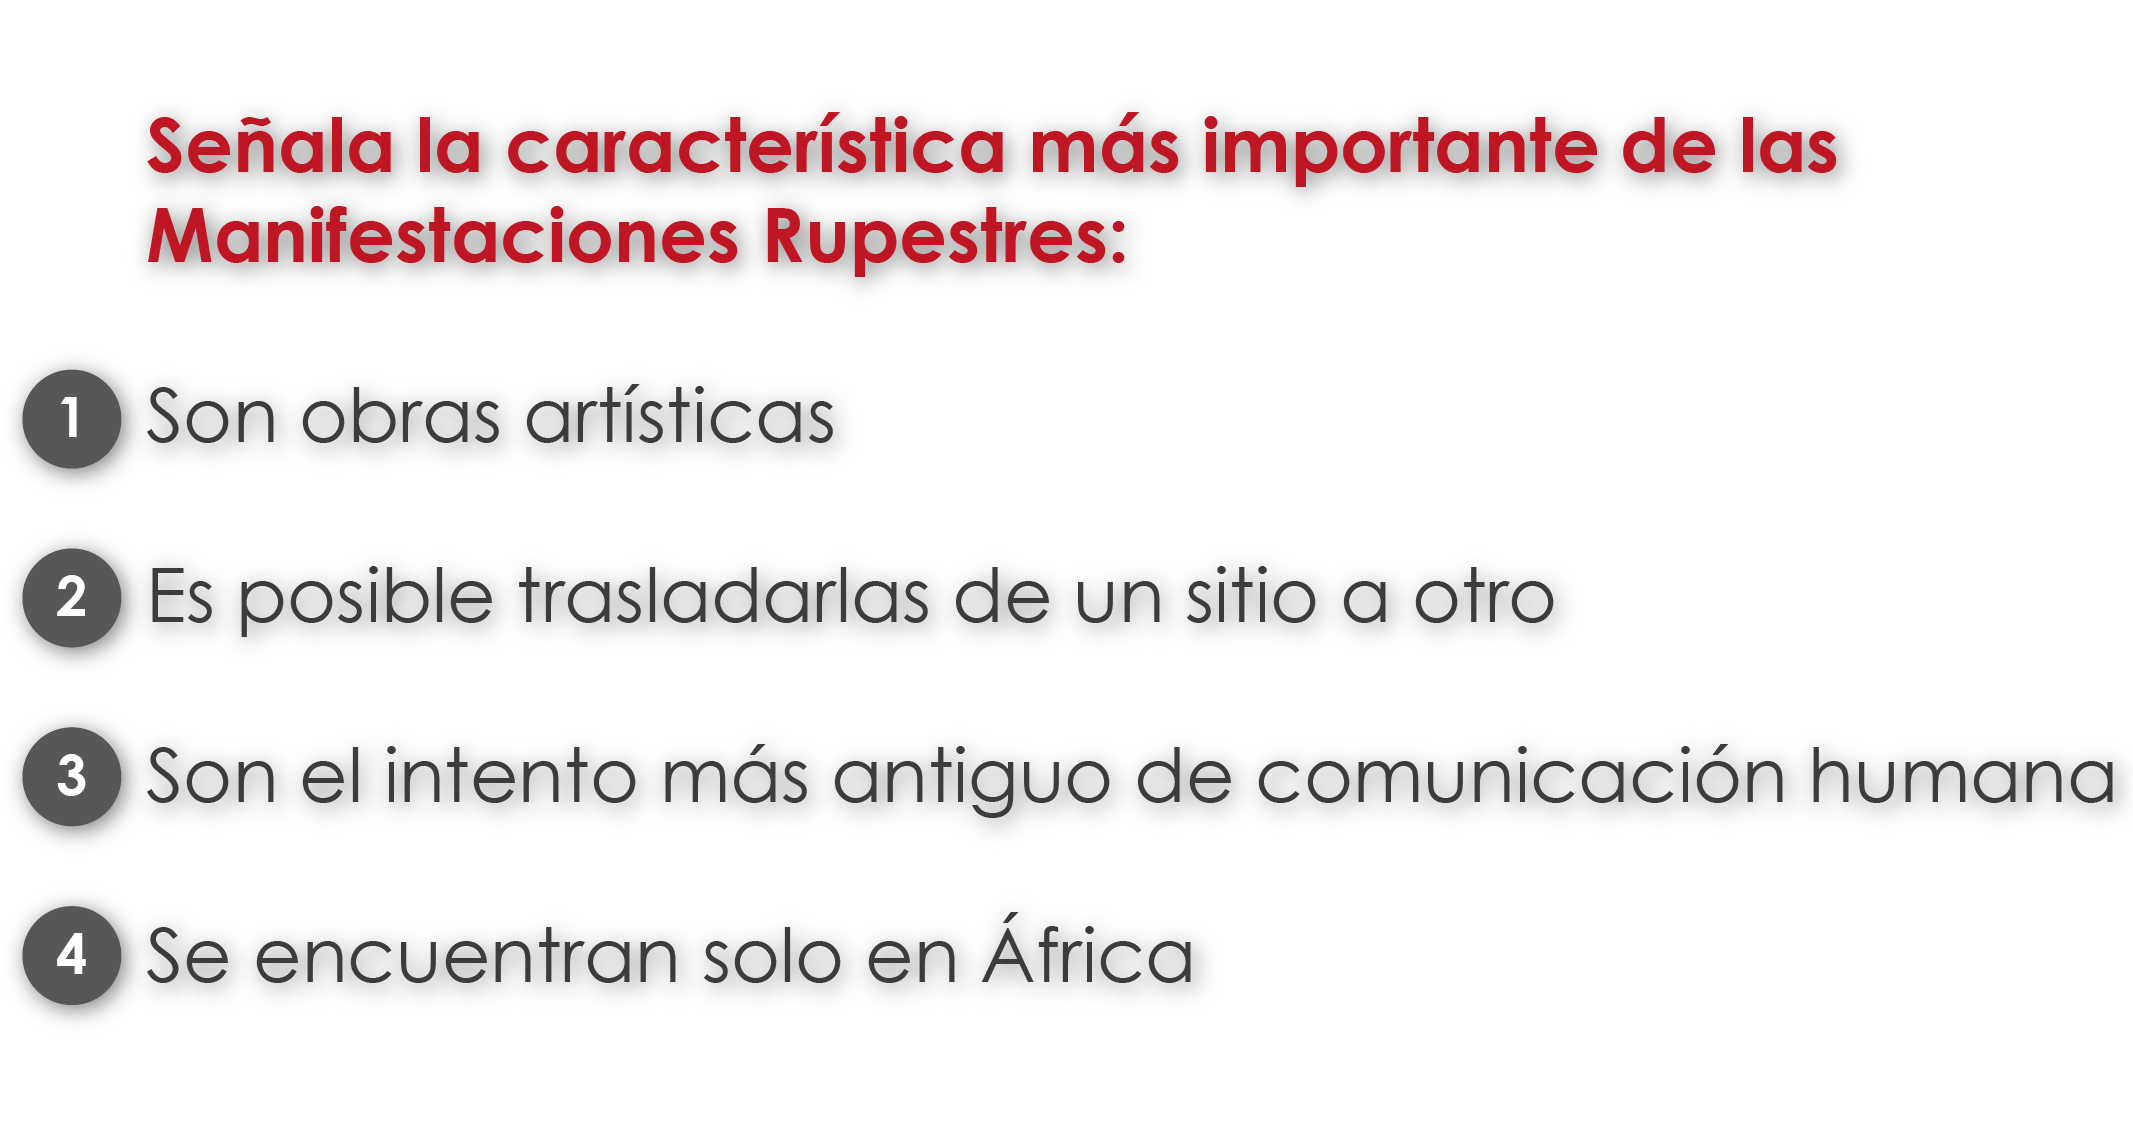 Señala la característica más importante de las
Manifestaciones Rupestres:
1 Son obras artísticas
2 Es posible trasladarlas de un sitio a otro
3 Son el intento más antiguo de comunicación humana
4 Se encuentran solo en África